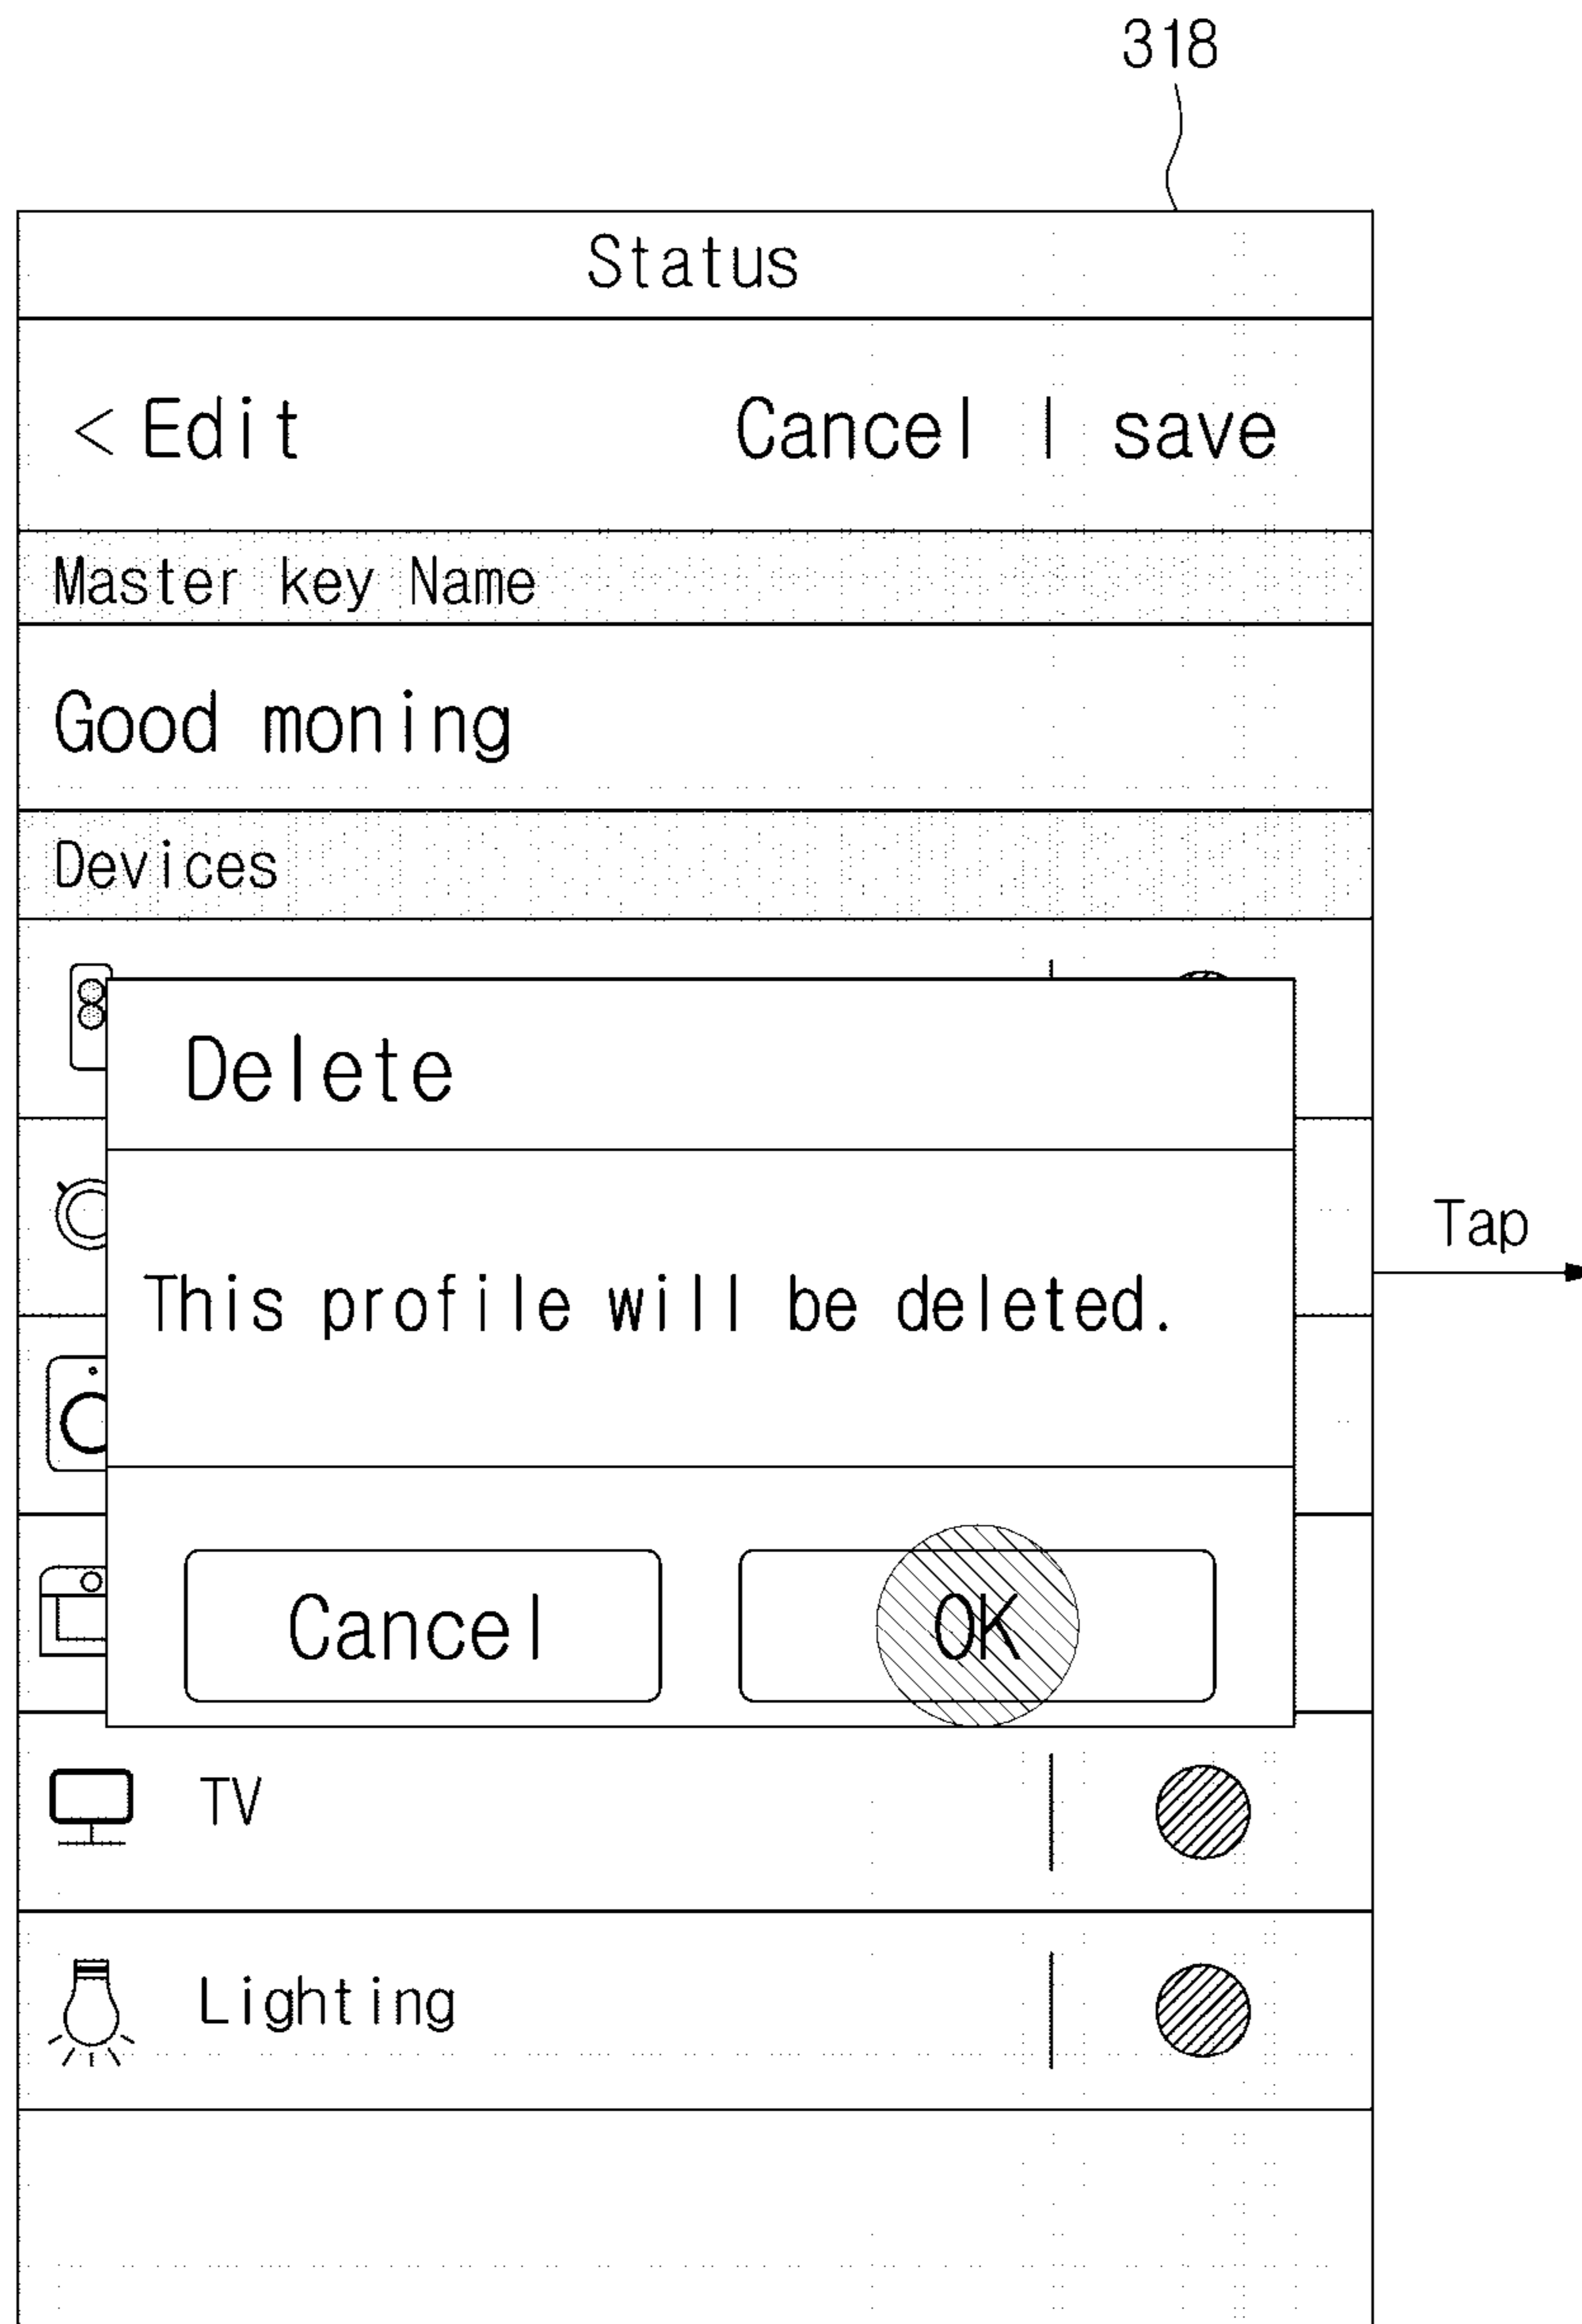 318
Status
< Edit Cancel | save
Master key Name
Good moning
Devices
Delete
This profile will be deleted.
Tap
Cancel OK
TV
Lighting